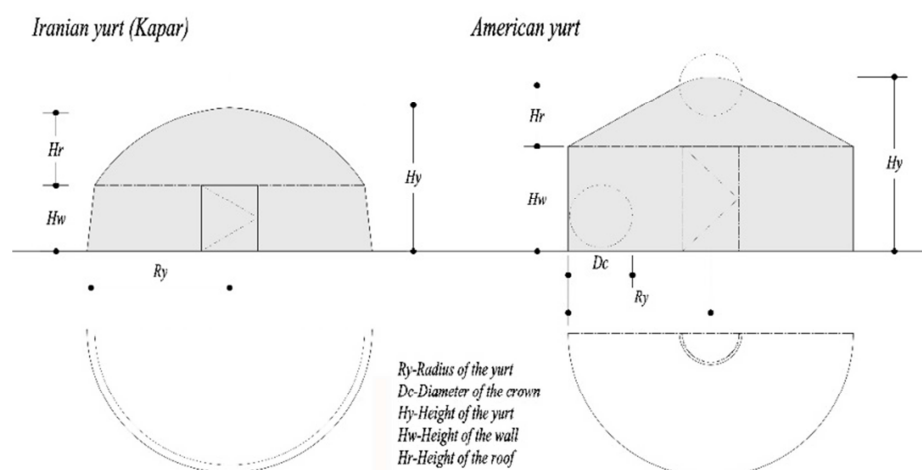 Iranian yurt (Kapar)
American yurt
Hr
Hw
Hy
Ry
Hr
Hw
Hy
Dc
Ry
Ry-Radius of the yurt
Dc-Diameter of the crown
Hy-Height of the yurt
Hw-Height of the wall
Hr-Height of the roof